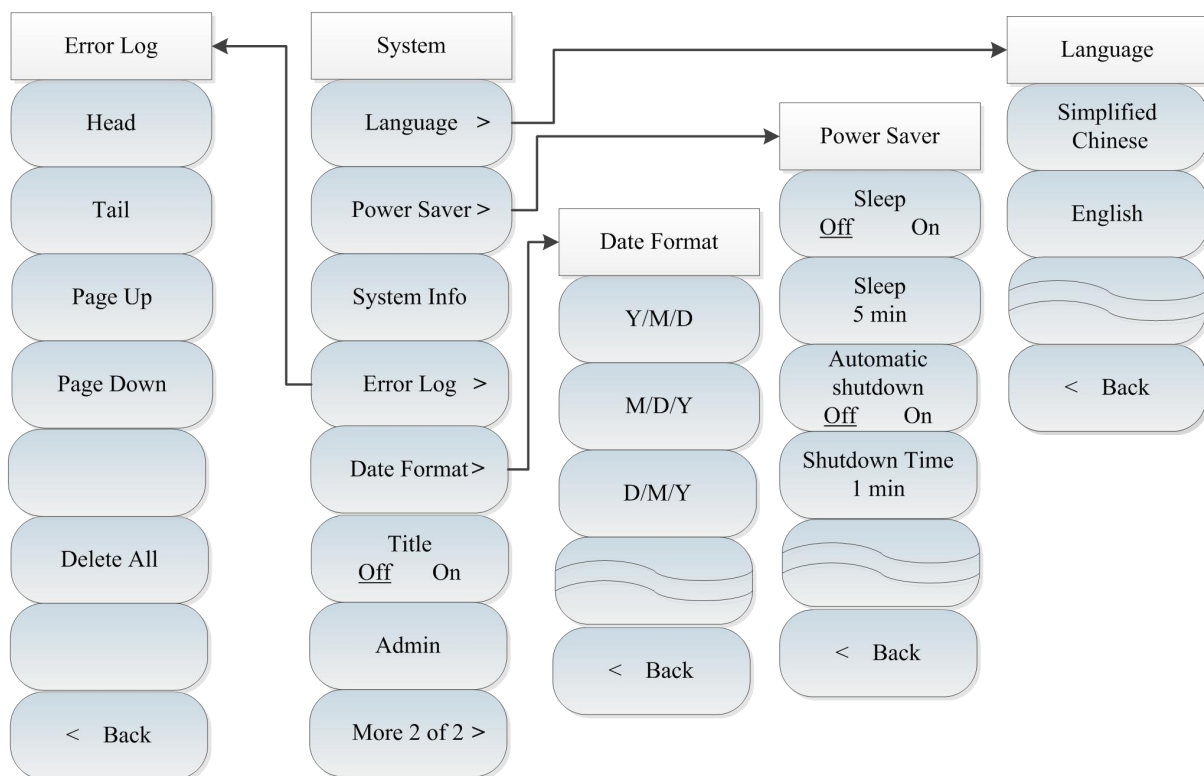 Error Log
Head
Tail
Page Up
Page Down
Delete All
< Back
System
Language >
Power Saver >
System Info
Error Log >
Date Format >
Title
Off On
Admin
More 2 of 2 >
Date Format
Y/M/D
M/D/Y
D/M/Y
< Back
Power Saver
Sleep
Off On
Sleep
5 min
Automatic
shutdown
Off On
Shutdown Time
1 min
< Back
Language
Simplified
Chinese
English
< Back